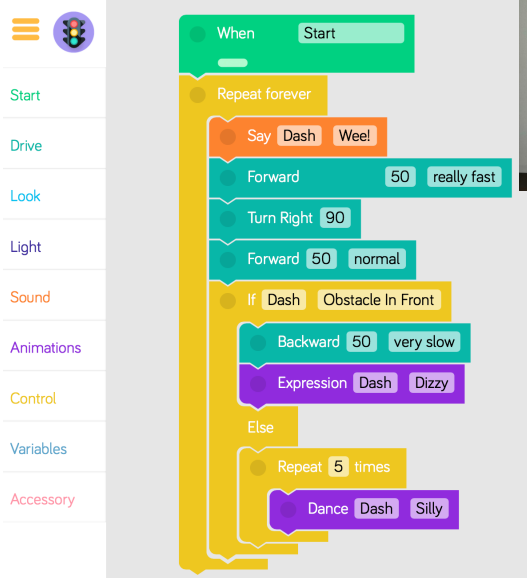 Start
Drive
Look
Light
Sound
Animations
Control
Variables
Accessory
When Start
Repeat forever
Say Dash Wee!
Forward 50 really fast
Turn Right 90
Forward 50 normal
If Dash Obstacle In Front
Backward 50 very slow
Expression Dash Dizzy
Else
Repeat 5 times
Dance Dash Silly